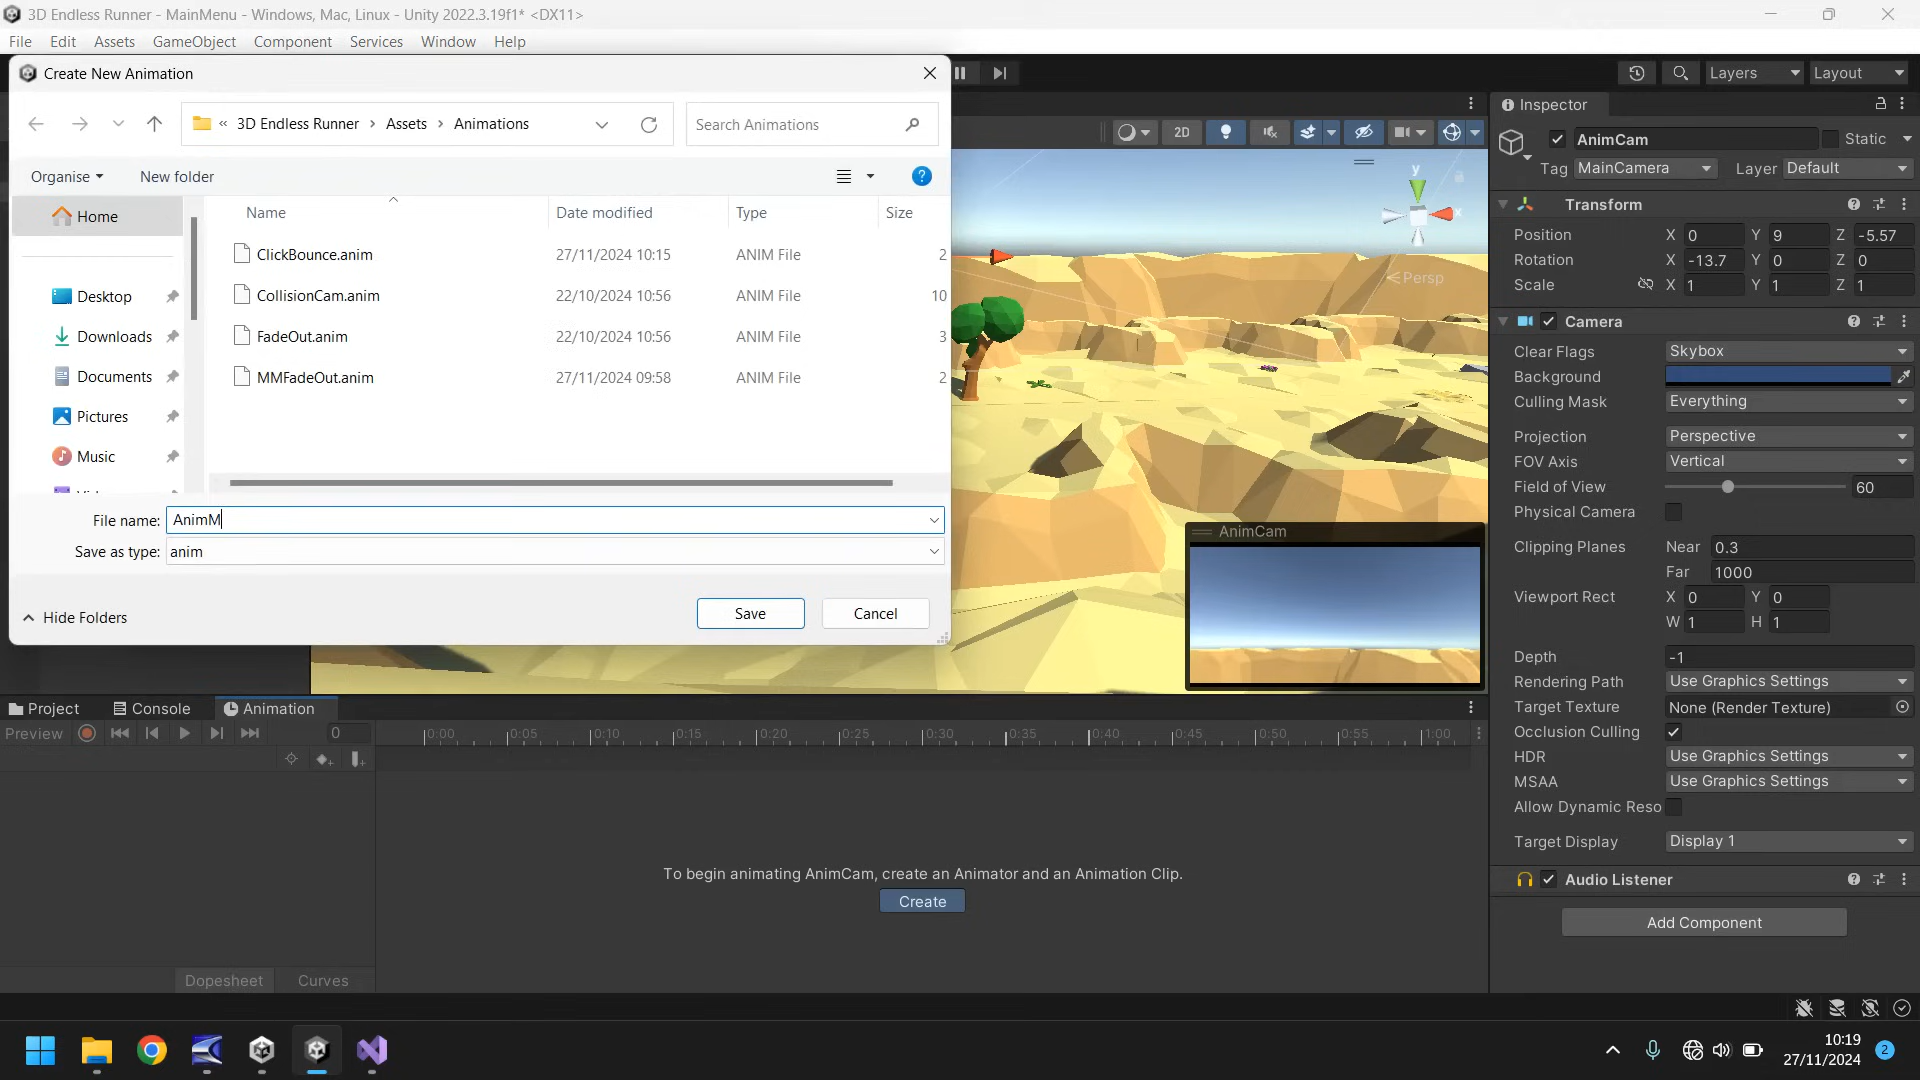 3D Endless Runner - MainMenu - Windows, Mac, Linux - Unity 2022.3.19f1* <DX11>
File Edit Assets GameObject Component Services Window Help
Create New Animation
« 3D Endless Runner › Assets › Animations
Search Animations
Organise New folder
Home
Desktop
Downloads
Documents
Pictures
Music
Name Date modified Type Size
ClickBounce.anim 27/11/2024 10:15 ANIM File 2
CollisionCam.anim 22/10/2024 10:56 ANIM File 10
FadeOut.anim 22/10/2024 10:56 ANIM File 3
MMFadeOut.anim 27/11/2024 09:58 ANIM File 2
File name: AnimM
Save as type: anim
Hide Folders
Save Cancel
Layers Layout
2D
y
x
Persp
AnimCam
Inspector
AnimCam Static
Tag MainCamera Layer Default
Transform
Position X 0 Y 9 Z -5.57
Rotation X -13.7 Y 0 Z 0
Scale X 1 Y 1 Z 1
Camera
Clear Flags Skybox
Background
Culling Mask Everything
Projection Perspective
FOV Axis Vertical
Field of View 60
Physical Camera
Clipping Planes Near 0.3
Far 1000
Viewport Rect X 0 Y 0
W 1 H 1
Depth -1
Rendering Path Use Graphics Settings
Target Texture None (Render Texture)
Occlusion Culling
HDR Use Graphics Settings
MSAA Use Graphics Settings
Allow Dynamic Reso
Target Display Display 1
Audio Listener
Add Component
Project Console Animation
Preview 0
0:00 0:05 0:10 0:15 0:20 0:25 0:30 0:35 0:40 0:45 0:50 0:55 1:00
To begin animating AnimCam, create an Animator and an Animation Clip.
Create
Dopesheet Curves
10:19
27/11/2024
2